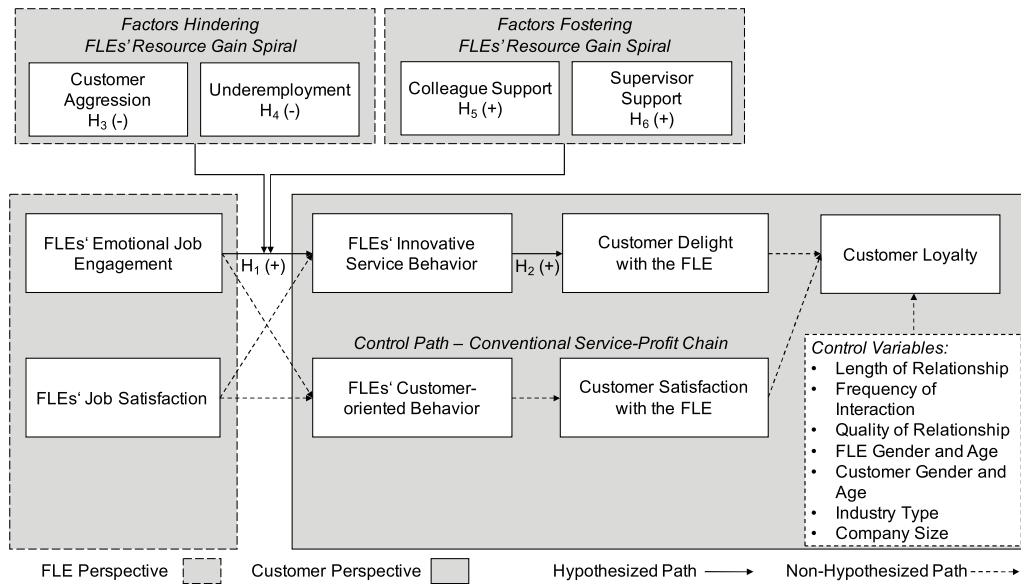 Factors Hindering
FLEs’ Resource Gain Spiral
Customer
Aggression
H₃ (-)
Underemployment
H₄ (-)
Factors Fostering
FLEs’ Resource Gain Spiral
Colleague Support
H₅ (+)
Supervisor
Support
H₆ (+)
FLEs‘ Emotional Job
Engagement
H₁ (+)
FLEs‘ Innovative
Service Behavior
H₂ (+)
Customer Delight
with the FLE
Customer Loyalty
Control Path – Conventional Service-Profit Chain
FLEs‘ Job Satisfaction
FLEs‘ Customer-
oriented Behavior
Customer Satisfaction
with the FLE
Control Variables:
• Length of Relationship
• Frequency of
Interaction
• Quality of Relationship
• FLE Gender and Age
• Customer Gender and
Age
• Industry Type
• Company Size
FLE Perspective
Customer Perspective
Hypothesized Path
Non-Hypothesized Path